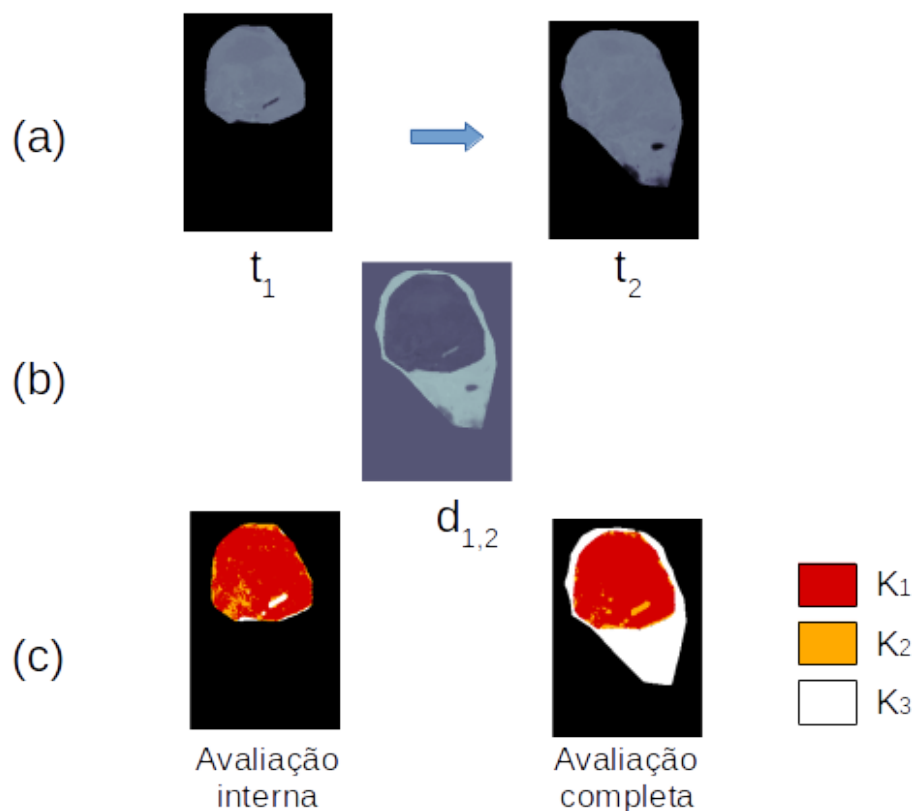 (a)
t1
t2
(b)
d1,2
(c)
K1
K2
K3
Avaliação
interna
Avaliação
completa